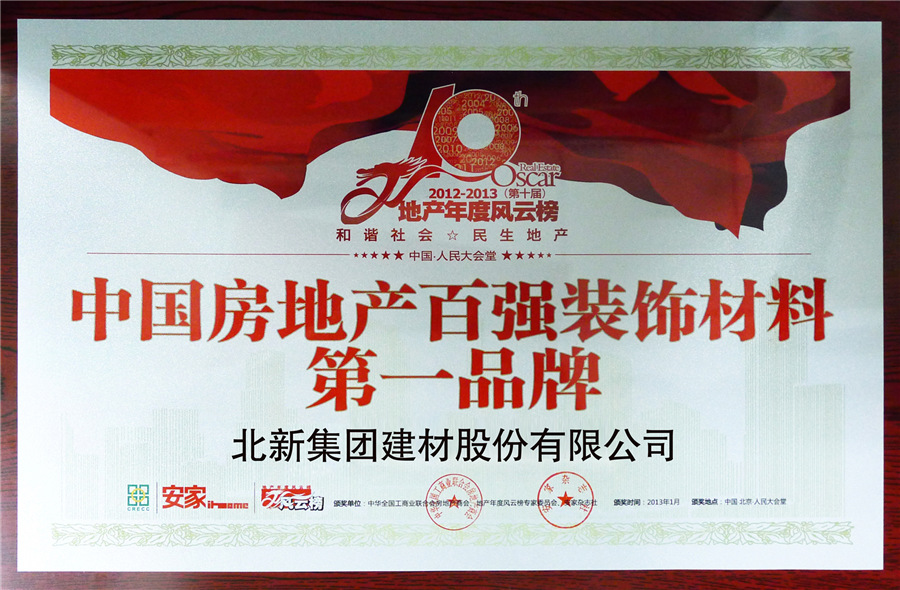 10th
Real Estate
Oscar
2012-2013（第十届）
地产年度风云榜
和谐社会☆民生地产
★★★★★ 中国·人民大会堂 ★★★★★
中国房地产百强装饰材料
第一品牌
北新集团建材股份有限公司
CRECC 安家 ihome 风云榜 颁奖单位：中华全国工商业联合会房地产商会、地产年度风云榜专家委员会、安家杂志社 颁奖时间：2013年1月 颁奖地点：中国 北京·人民大会堂